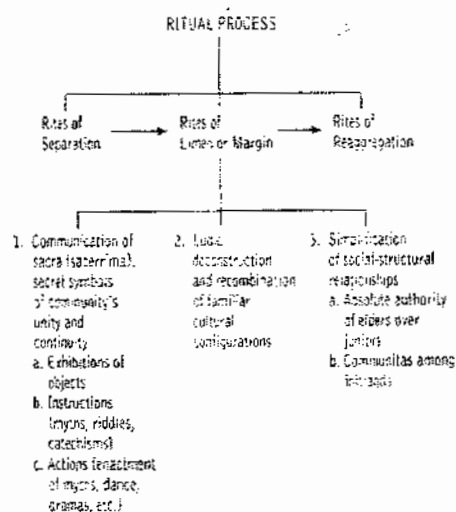 RITUAL PROCESS
Rites of
Separation
Rites of
Limen or Margin
Rites of
Reaggregation
1. Communication of
sacra (sacerrima),
secret symbols
of community's
unity and
continuity
a. Exhibitions of
objects
b. Instructions
(myths, riddles,
catechisms)
c. Actions (enactment
of myths, dance,
dramas, etc.)
2. Ludic
deconstruction
and recombination
of familiar
cultural
configurations
3. Simplification
of social-structural
relationships
a. Absolute authority
of elders over
juniors
b. Communitas among
initiands